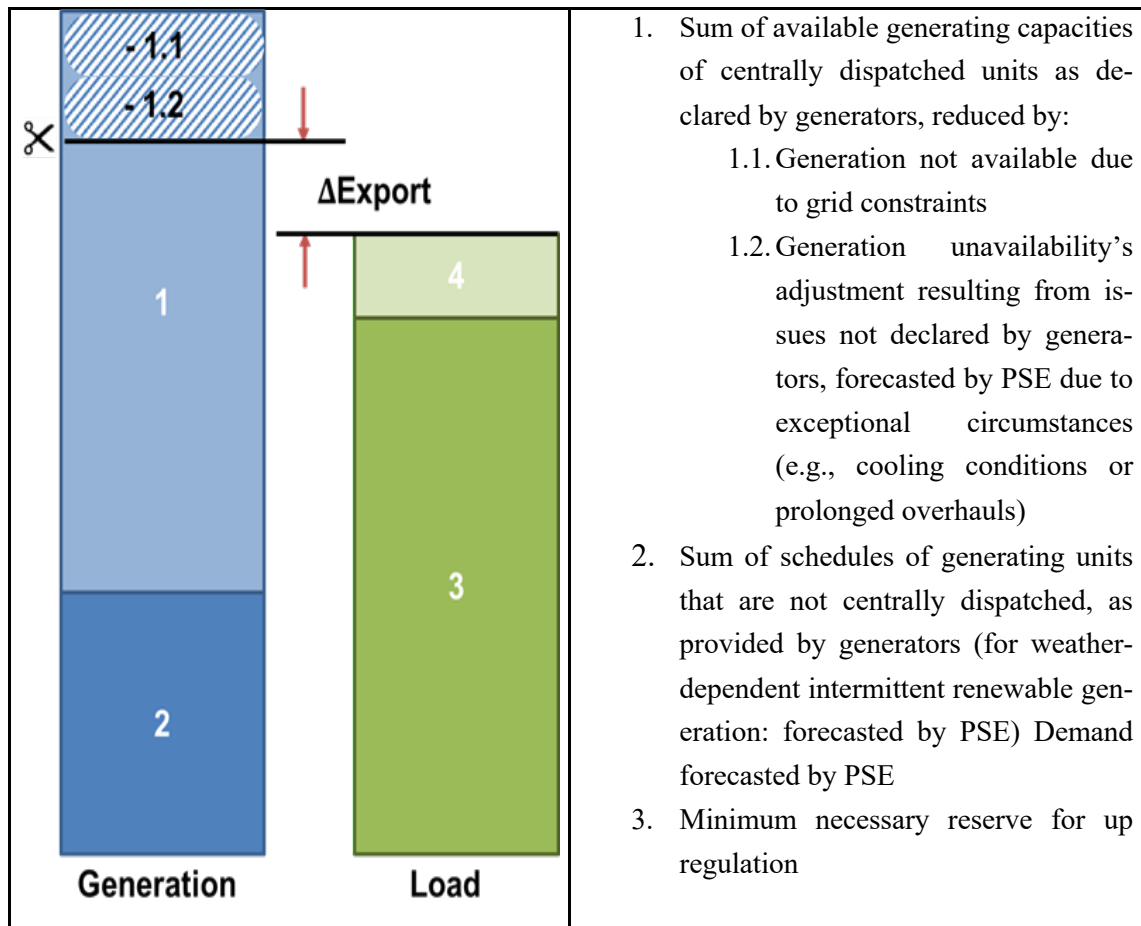 - 1.1
- 1.2
ΔExport
1
4
3
2
Generation
Load
1. Sum of available generating capacities
of centrally dispatched units as de-
clared by generators, reduced by:
1.1. Generation not available due
to grid constraints
1.2. Generation unavailability’s
adjustment resulting from is-
sues not declared by genera-
tors, forecasted by PSE due to
exceptional circumstances
(e.g., cooling conditions or
prolonged overhauls)
2. Sum of schedules of generating units
that are not centrally dispatched, as
provided by generators (for weather-
dependent intermittent renewable gen-
eration: forecasted by PSE) Demand
forecasted by PSE
3. Minimum necessary reserve for up
regulation